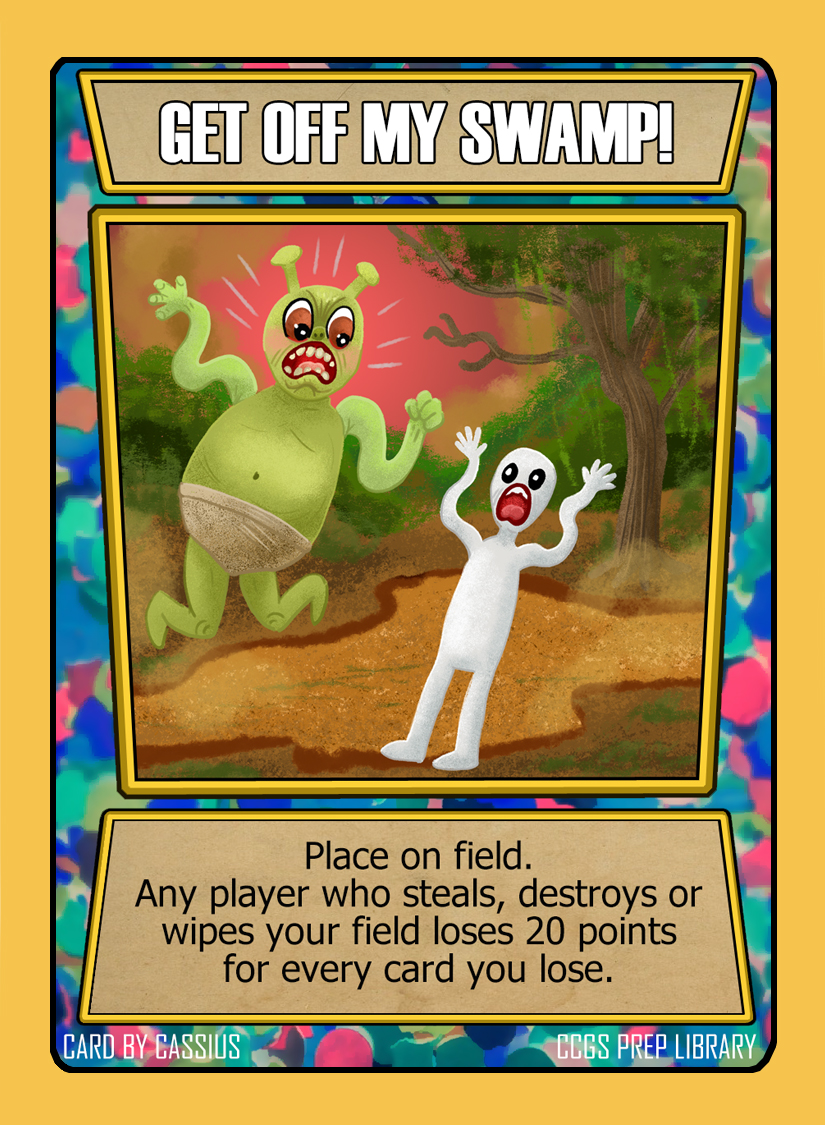 GET OFF MY SWAMP!
Place on field.
Any player who steals, destroys or
wipes your field loses 20 points
for every card you lose.
CARD BY CASSIUS
CCGS PREP LIBRARY